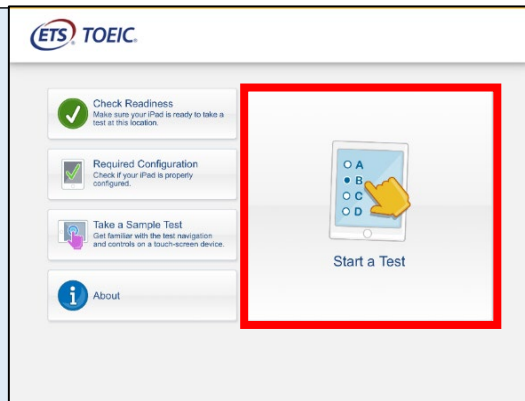 ETS TOEIC.
Check Readiness
Make sure your iPad is ready to take a
test at this location.
Required Configuration
Check if your iPad is properly
configured.
Take a Sample Test
Get familiar with the test navigation
and controls on a touch-screen device.
i
About
A
B
C
D
Start a Test